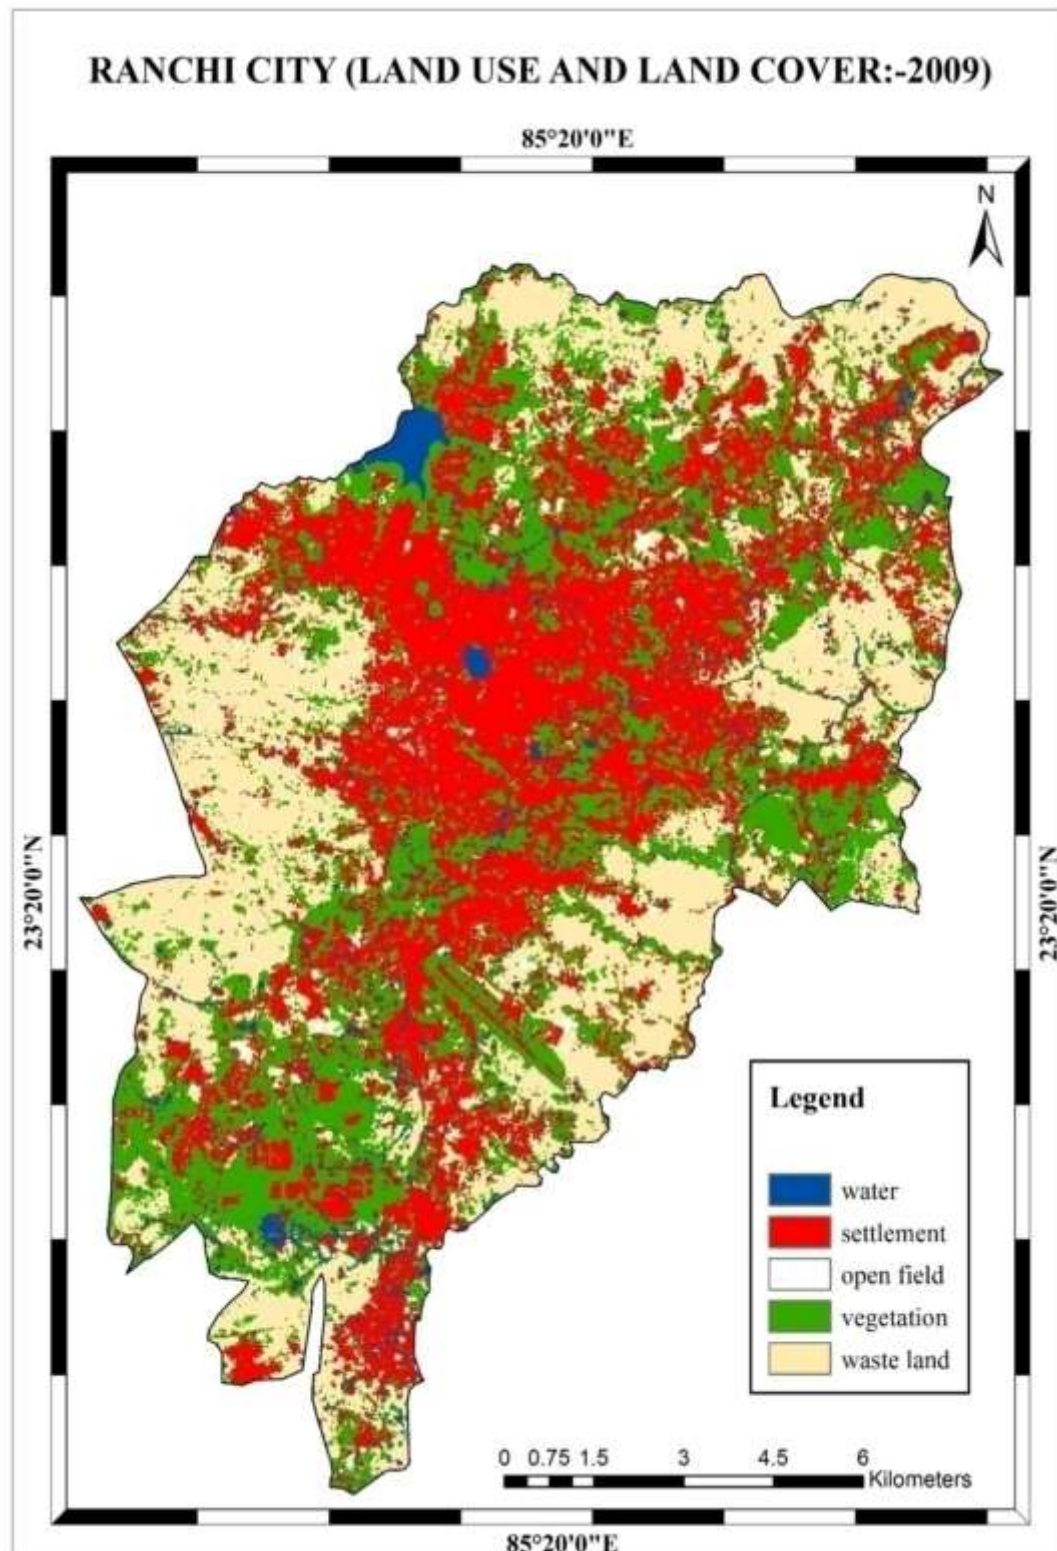 RANCHI CITY (LAND USE AND LAND COVER:-2009)
85°20'0"E
N
23°20'0"N
23°20'0"N
Legend
water
settlement
open field
vegetation
waste land
0 0.75 1.5 3 4.5 6
Kilometers
85°20'0"E